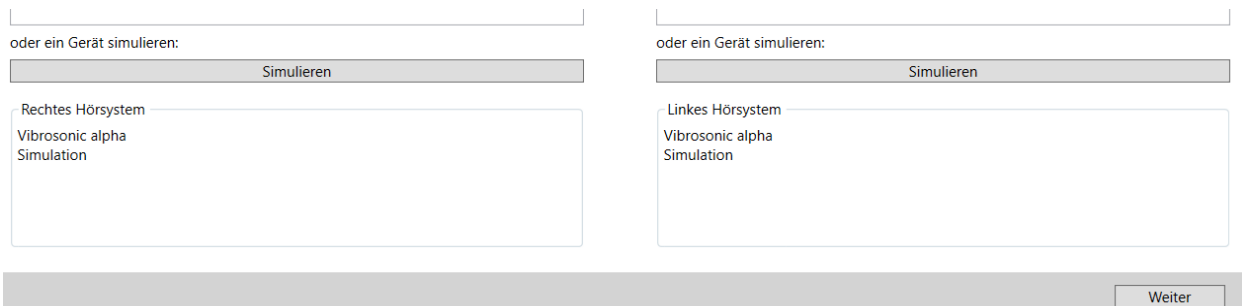 oder ein Gerät simulieren:
Simulieren
Rechtes Hörsystem
Vibrosonic alpha
Simulation
oder ein Gerät simulieren:
Simulieren
Linkes Hörsystem
Vibrosonic alpha
Simulation
Weiter